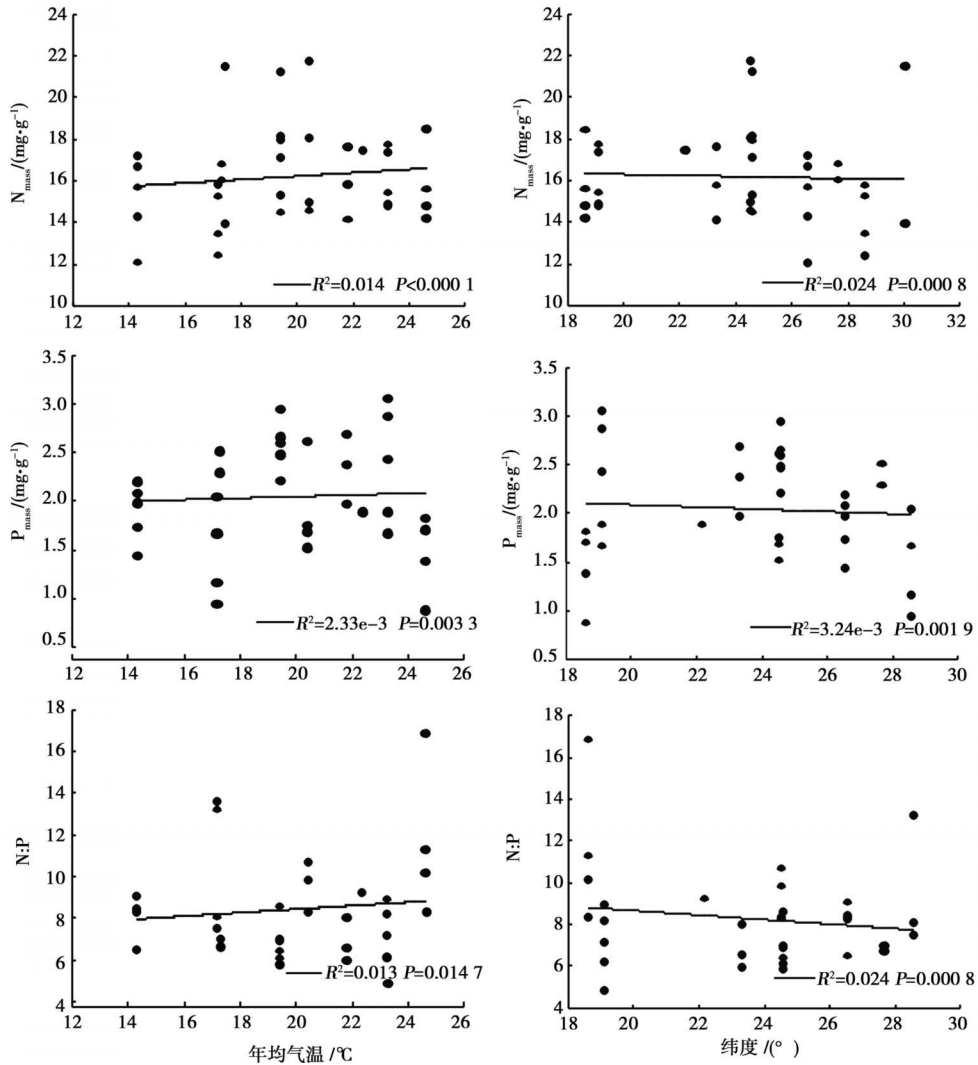 24
22
20
18
16
14
12
10
N_mass/(mg·g⁻¹)
R²=0.014 P<0.000 1
12 14 16 18 20 22 24 26
24
22
20
18
16
14
12
10
N_mass/(mg·g⁻¹)
R²=0.024 P=0.000 8
18 20 22 24 26 28 30 32
3.5
3.0
2.5
2.0
1.5
1.0
0.5
P_mass/(mg·g⁻¹)
R²=2.33e-3 P=0.003 3
12 14 16 18 20 22 24 26
3.5
3.0
2.5
2.0
1.5
1.0
0.5
P_mass/(mg·g⁻¹)
R²=3.24e-3 P=0.001 9
18 20 22 24 26 28 30
18
16
14
12
10
8
6
4
N:P
R²=0.013 P=0.014 7
12 14 16 18 20 22 24 26
年均气温 /℃
18
16
14
12
10
8
6
4
N:P
R²=0.024 P=0.000 8
18 20 22 24 26 28 30
纬度 /(° )